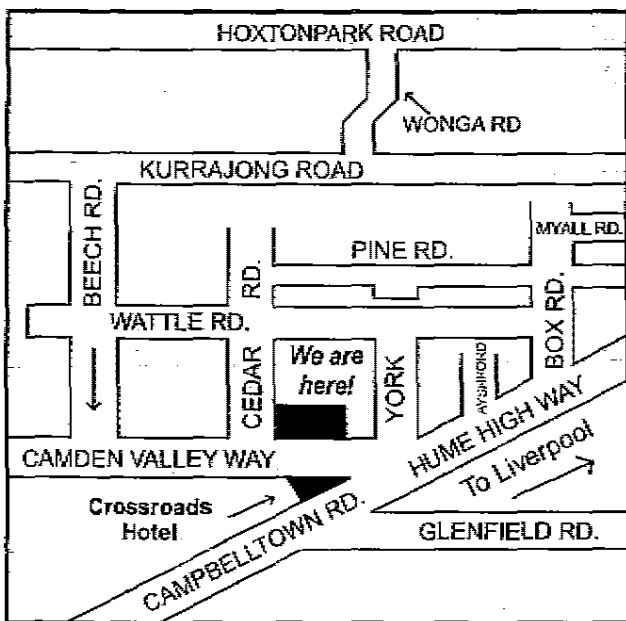 HOXTONPARK ROAD
WONGA RD
KURRAJONG ROAD
BEECH RD.
MYALL RD.
PINE RD.
CEDAR RD.
BOX RD.
WATTLE RD.
We are
here!
YORK
HUME HIGH WAY
CAMDEN VALLEY WAY
To Liverpool
Crossroads
Hotel
CAMPBELLTOWN RD.
GLENFIELD RD.